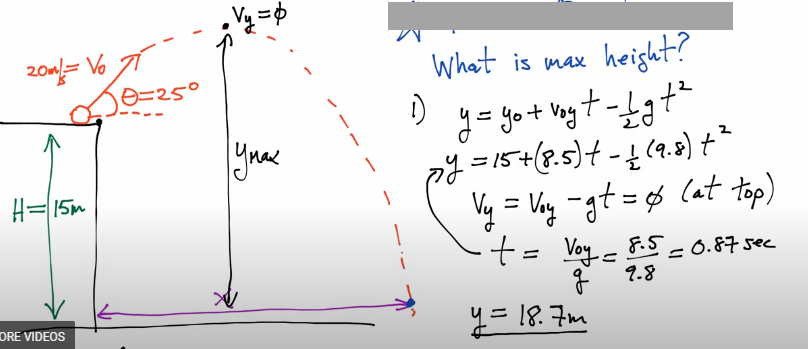 Vy = ϕ
20m/s = V₀
θ = 25°
What is max height?
1) y = y₀ + v₀y t − 1/2 g t²
y = 15 + (8.5) t − 1/2 (9.8) t²
ymax
H = 15m
Vy = V₀y − gt = ϕ (at top)
t = V₀y/g = 8.5/9.8 = 0.87 sec
x
y = 18.7m
ORE VIDEOS